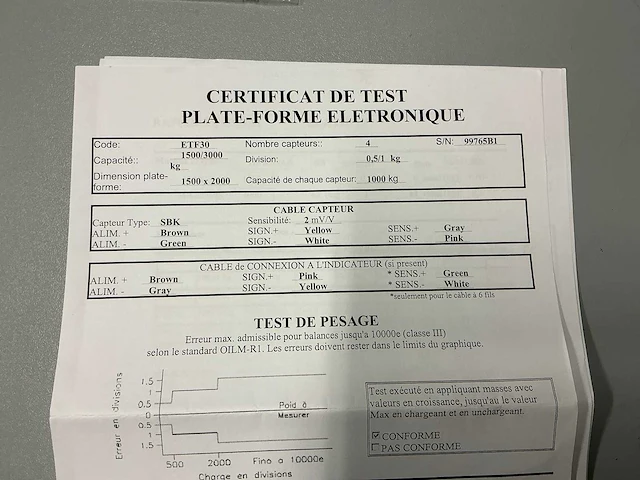 CERTIFICAT DE TEST
PLATE-FORME ELETRONIQUE
Code: ETF30 Nombre capteurs:: 4 S/N: 99765BI
Capacité:: 1500/3000 kg Division: 0,5/1 kg
Dimension plate-forme: 1500 x 2000 Capacité de chaque capteur: 1000 kg
CABLE CAPTEUR
Capteur Type: SBK Sensibilité: 2 mV/V
ALIM. + Brown SIGN.+ Yellow SENS.+ Gray
ALIM. - Green SIGN.- White SENS.- Pink
CABLE de CONNEXION A L'INDICATEUR (si present)
ALIM. + Brown SIGN.+ Pink * SENS.+ Green
ALIM. - Gray SIGN.- Yellow * SENS.- White
*seulement pour le cable à 6 fils
TEST DE PESAGE
Erreur max. admissible pour balances jusqu'a 10000e (classe III)
selon le standard OILM-R1. Les erreurs doivent rester dans le limits du graphique.
Erreur en divisions
1.5
0.5
0
0.5
1.5
Poid à
Mesurer
500 2000 Fino a 10000e
Charge en divisions
Test exécuté en appliquant masses avec
valeurs en croissance, jusqu'au le valeur
Max en chargeant et en unchargeant.
CONFORME
PAS CONFORME